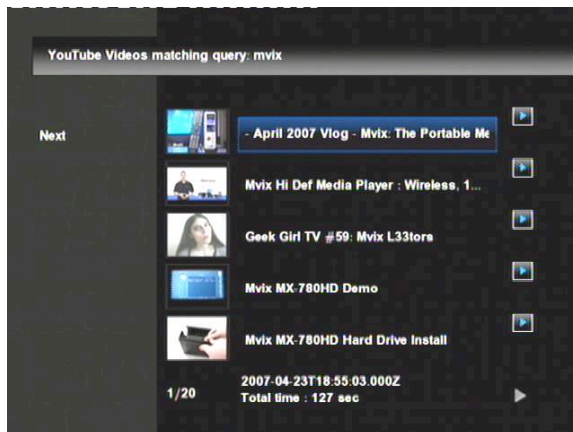 YouTube Videos matching query: mvix
Next
- April 2007 Vlog - Mvix: The Portable Me
Mvix Hi Def Media Player : Wireless, 1...
Geek Girl TV #59: Mvix L33tors
Mvix MX-780HD Demo
Mvix MX-780HD Hard Drive Install
1/20
2007-04-23T18:55:03.000Z
Total time : 127 sec